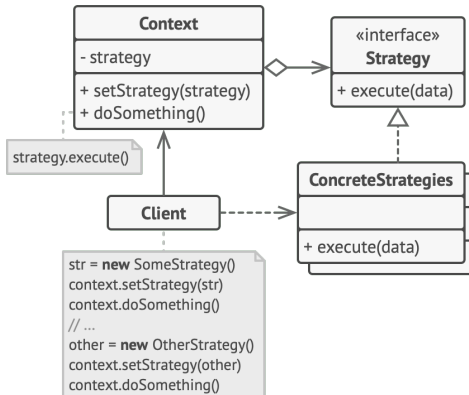 Context
- strategy
+ setStrategy(strategy)
+ doSomething()
«interface»
Strategy
+ execute(data)
strategy.execute()
Client
ConcreteStrategies
+ execute(data)
str = new SomeStrategy()
context.setStrategy(str)
context.doSomething()
// ...
other = new OtherStrategy()
context.setStrategy(other)
context.doSomething()